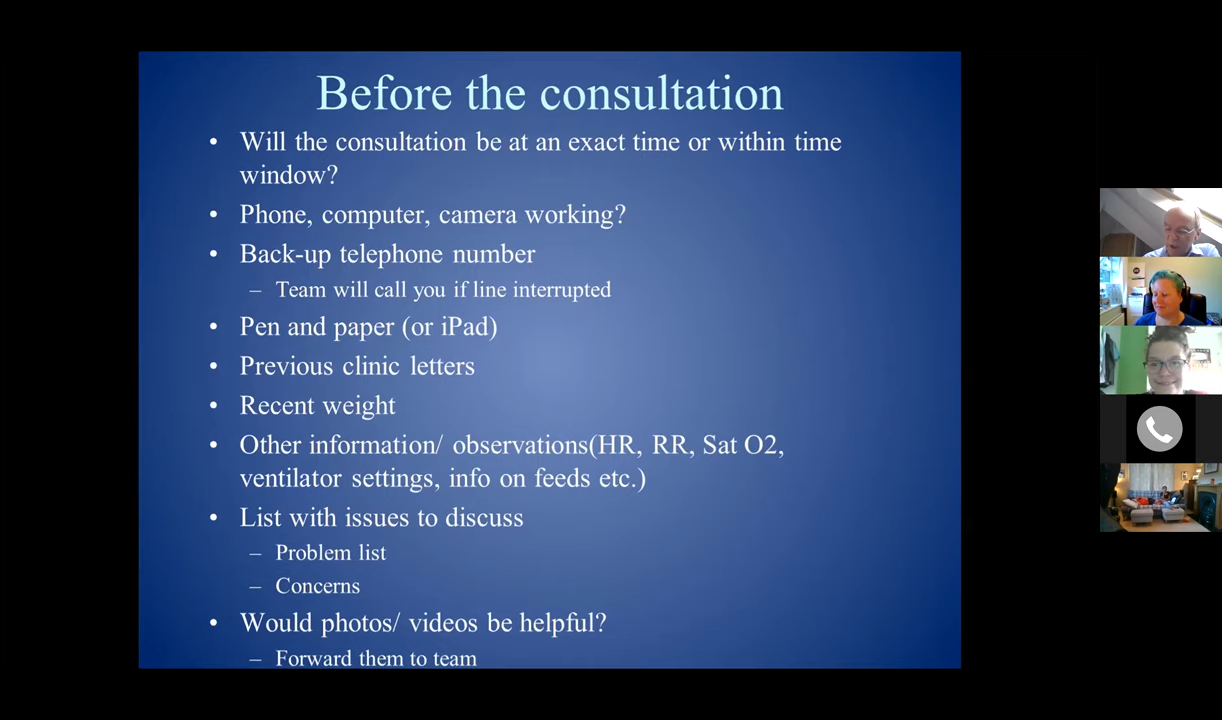 Before the consultation
• Will the consultation be at an exact time or within time
window?
• Phone, computer, camera working?
• Back-up telephone number
– Team will call you if line interrupted
• Pen and paper (or iPad)
• Previous clinic letters
• Recent weight
• Other information/ observations(HR, RR, Sat O2,
ventilator settings, info on feeds etc.)
• List with issues to discuss
– Problem list
– Concerns
• Would photos/ videos be helpful?
– Forward them to team